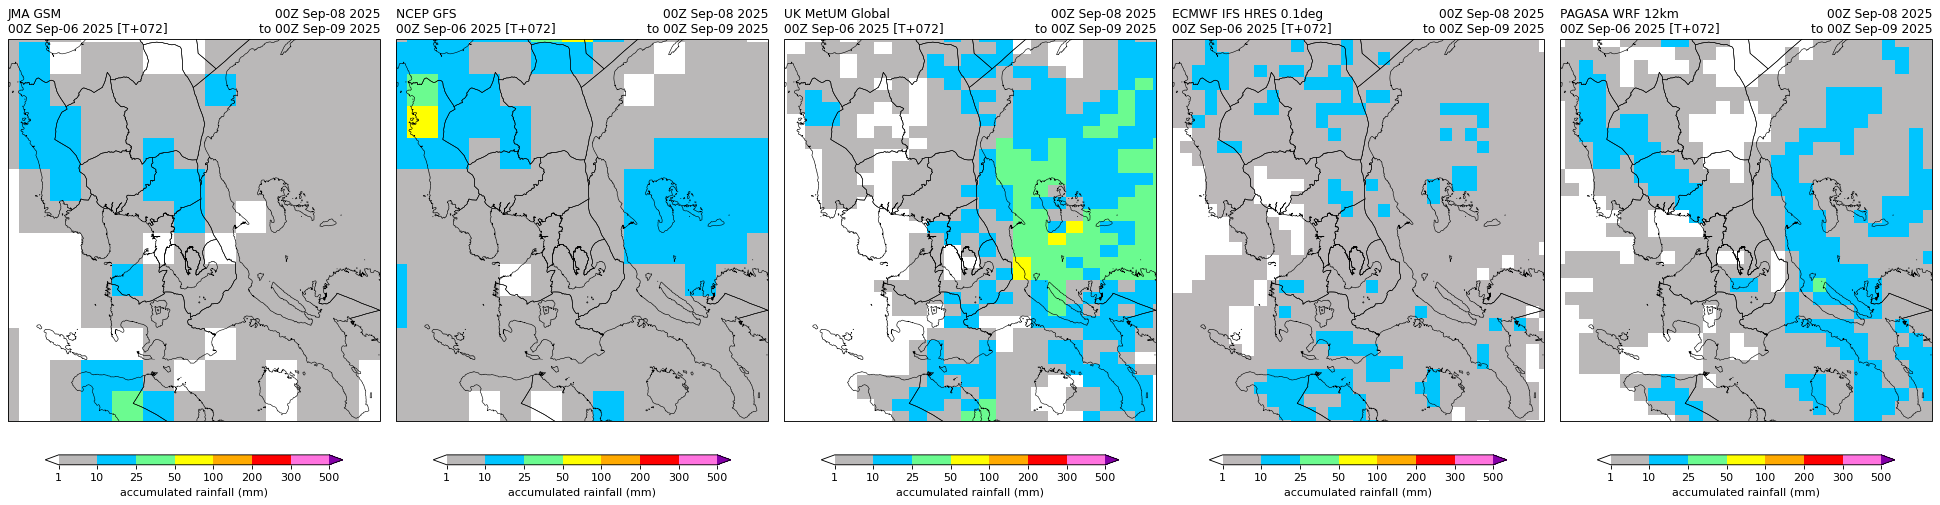 JMA GSM 00Z Sep-08 2025
00Z Sep-06 2025 [T+072] to 00Z Sep-09 2025
NCEP GFS 00Z Sep-08 2025
00Z Sep-06 2025 [T+072] to 00Z Sep-09 2025
UK MetUM Global 00Z Sep-08 2025
00Z Sep-06 2025 [T+072] to 00Z Sep-09 2025
ECMWF IFS HRES 0.1deg 00Z Sep-08 2025
00Z Sep-06 2025 [T+072] to 00Z Sep-09 2025
PAGASA WRF 12km 00Z Sep-08 2025
00Z Sep-06 2025 [T+072] to 00Z Sep-09 2025
1 10 25 50 100 200 300 500
accumulated rainfall (mm)
1 10 25 50 100 200 300 500
accumulated rainfall (mm)
1 10 25 50 100 200 300 500
accumulated rainfall (mm)
1 10 25 50 100 200 300 500
accumulated rainfall (mm)
1 10 25 50 100 200 300 500
accumulated rainfall (mm)